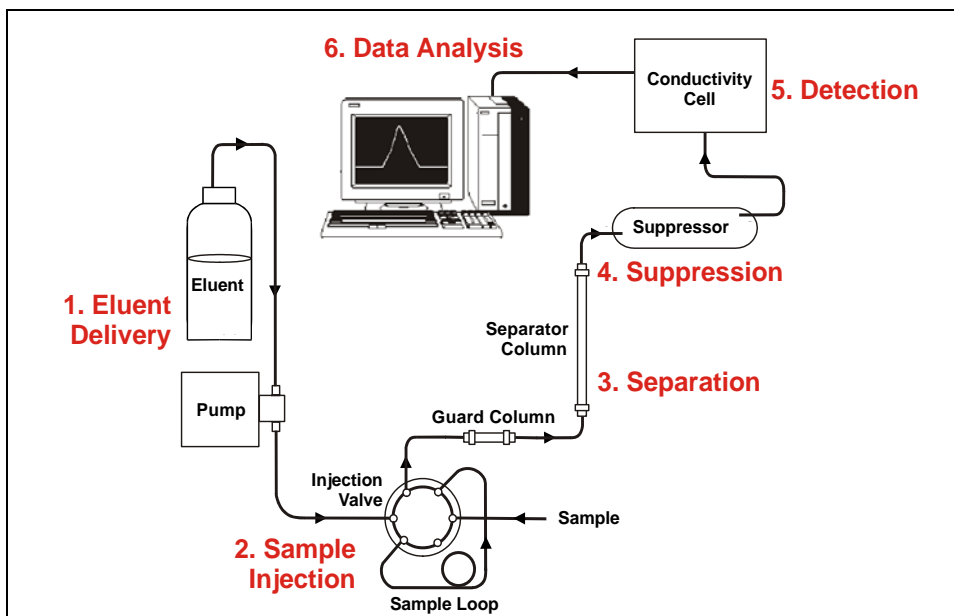 6. Data Analysis
Conductivity
Cell
5. Detection
Suppressor
4. Suppression
Eluent
1. Eluent
Delivery
Separator
Column
3. Separation
Pump
Guard Column
Injection
Valve
Sample
2. Sample
Injection
Sample Loop